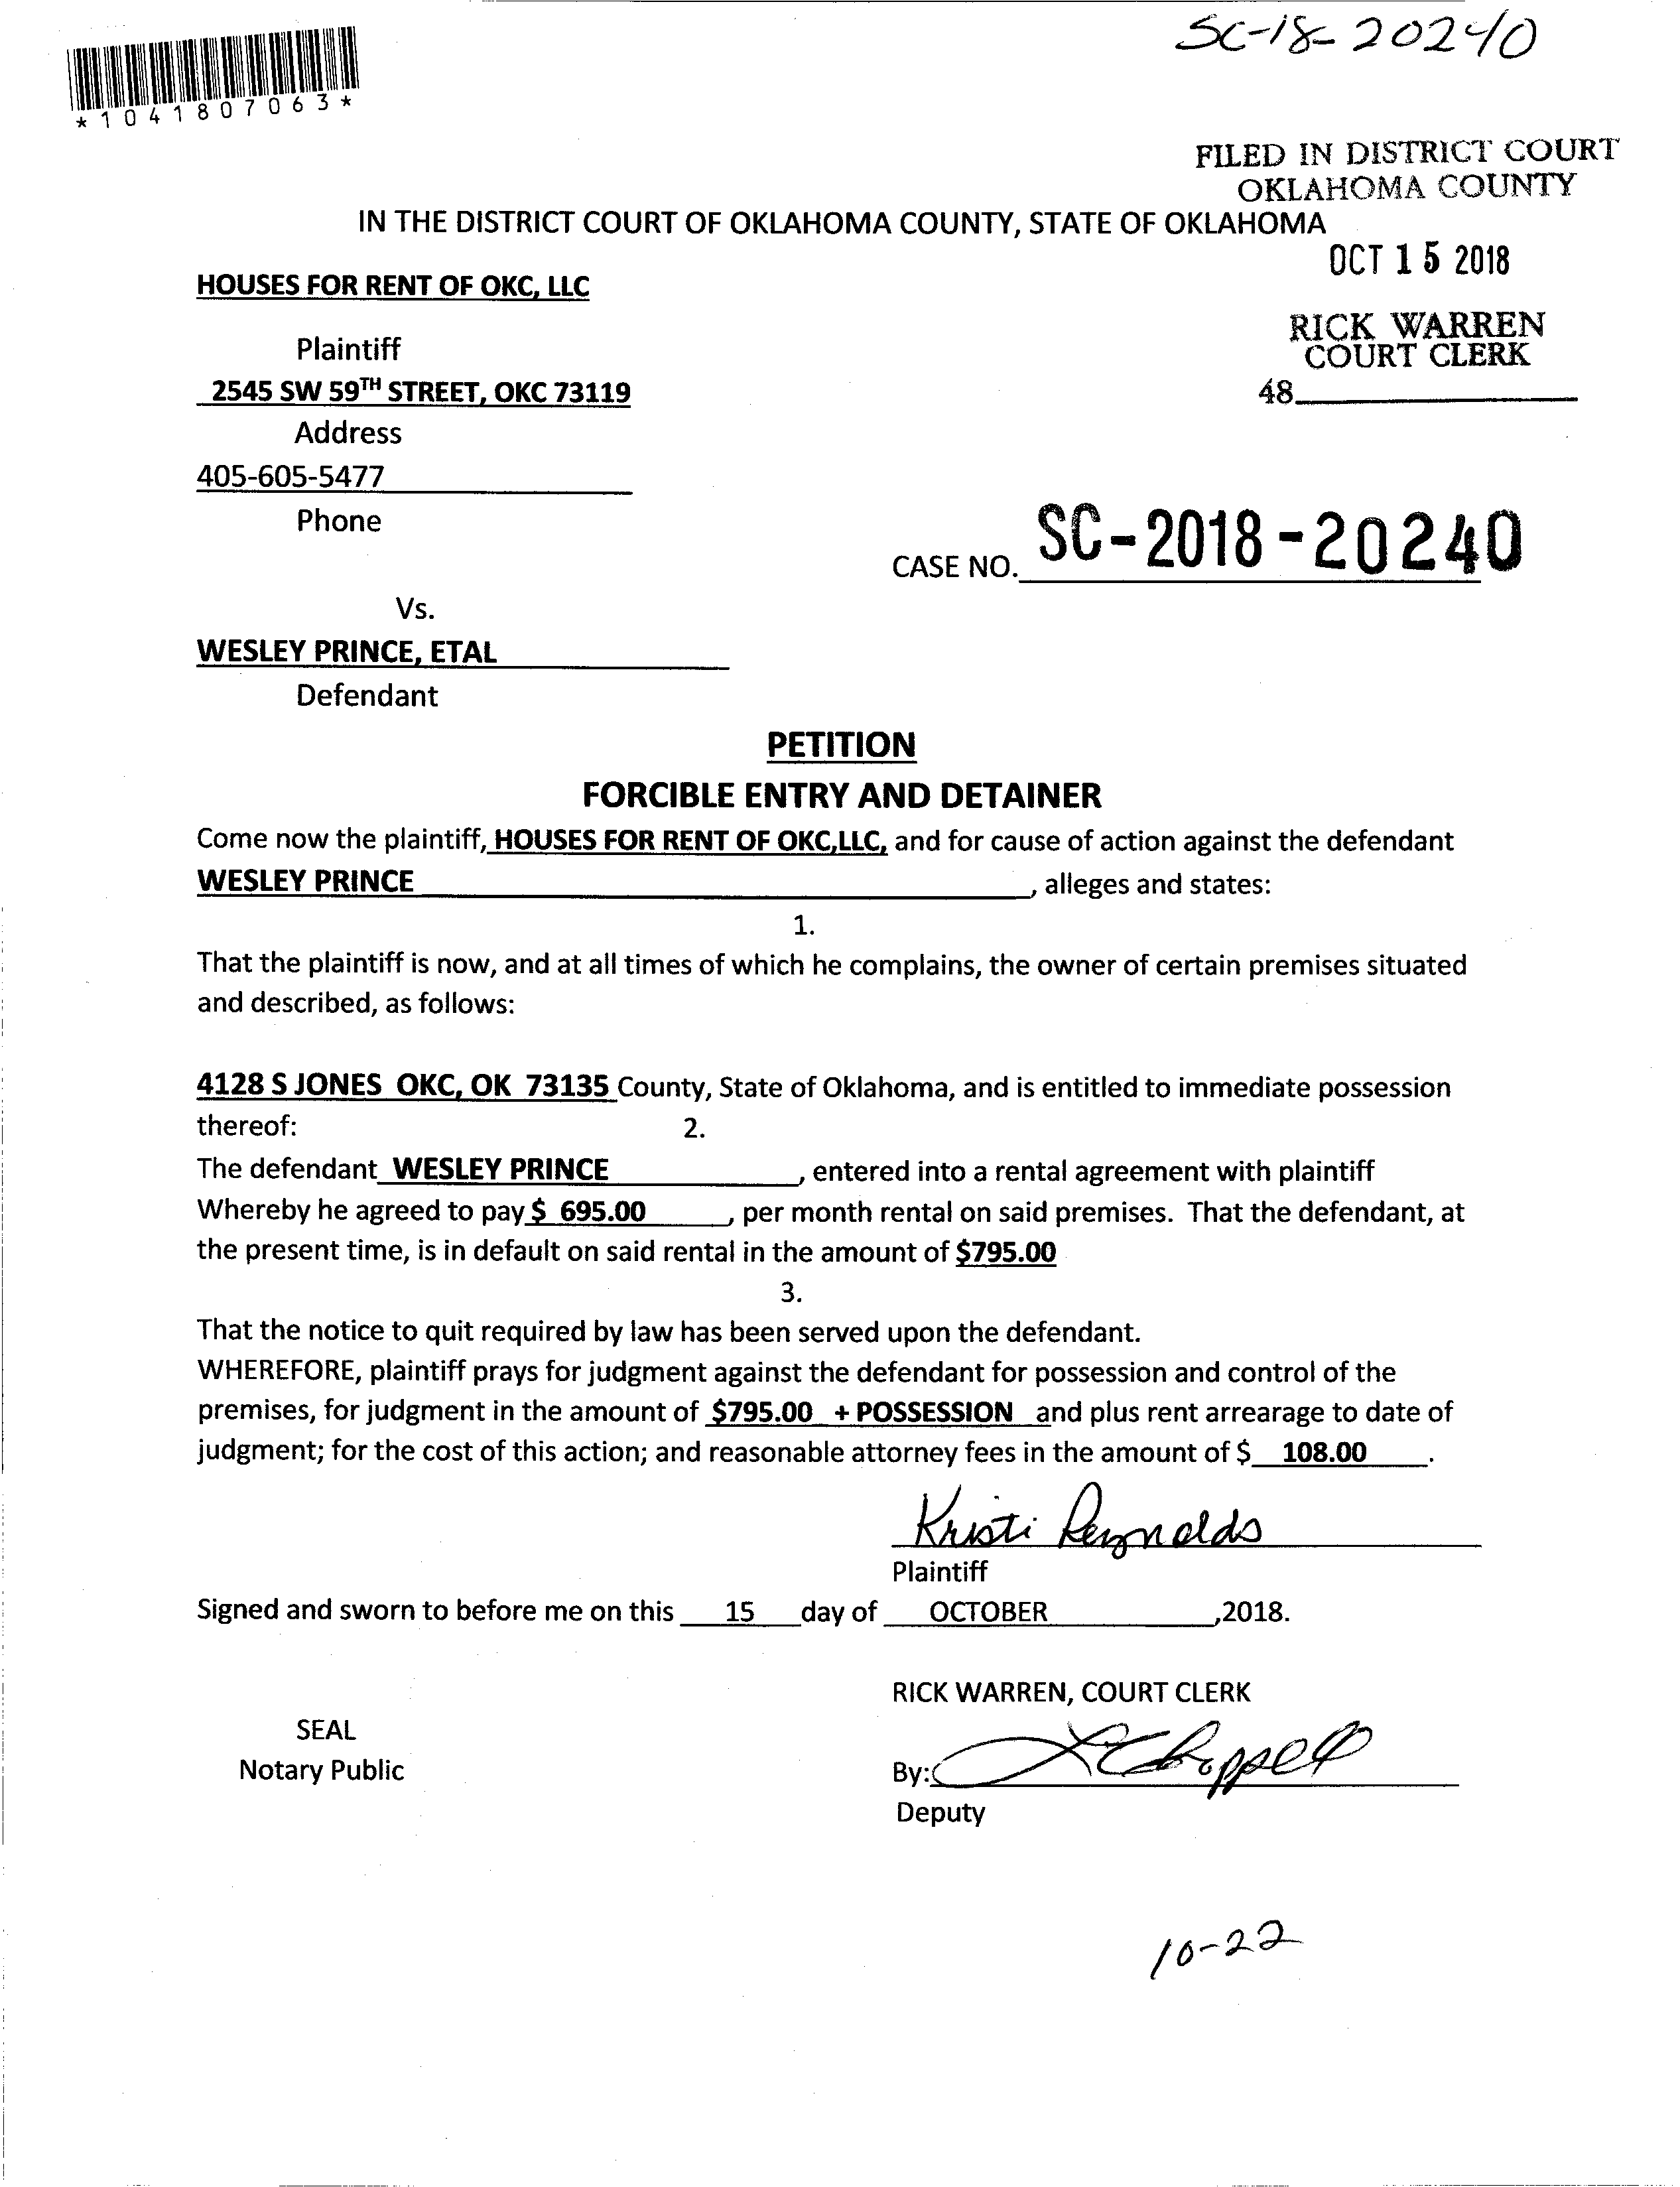 SC-18-20240
*1041807063*
FILED IN DISTRICT COURT
OKLAHOMA COUNTY
IN THE DISTRICT COURT OF OKLAHOMA COUNTY, STATE OF OKLAHOMA
OCT 15 2018
HOUSES FOR RENT OF OKC, LLC
RICK WARREN
COURT CLERK
Plaintiff
48
2545 SW 59TH STREET, OKC 73119
Address
405-605-5477
Phone
CASE NO. SC-2018-20240
Vs.
WESLEY PRINCE, ETAL
Defendant
PETITION
FORCIBLE ENTRY AND DETAINER
Come now the plaintiff, HOUSES FOR RENT OF OKC,LLC, and for cause of action against the defendant
WESLEY PRINCE, alleges and states:
1.
That the plaintiff is now, and at all times of which he complains, the owner of certain premises situated
and described, as follows:
4128 S JONES OKC, OK 73135 County, State of Oklahoma, and is entitled to immediate possession
thereof: 2.
The defendant WESLEY PRINCE, entered into a rental agreement with plaintiff
Whereby he agreed to pay $ 695.00, per month rental on said premises. That the defendant, at
the present time, is in default on said rental in the amount of $795.00
3.
That the notice to quit required by law has been served upon the defendant.
WHEREFORE, plaintiff prays for judgment against the defendant for possession and control of the
premises, for judgment in the amount of $795.00 + POSSESSION and plus rent arrearage to date of
judgment; for the cost of this action; and reasonable attorney fees in the amount of $ 108.00.
Kristi Reynolds
Plaintiff
Signed and sworn to before me on this 15 day of OCTOBER,2018.
RICK WARREN, COURT CLERK
SEAL
Notary Public
By:
Deputy
10-22